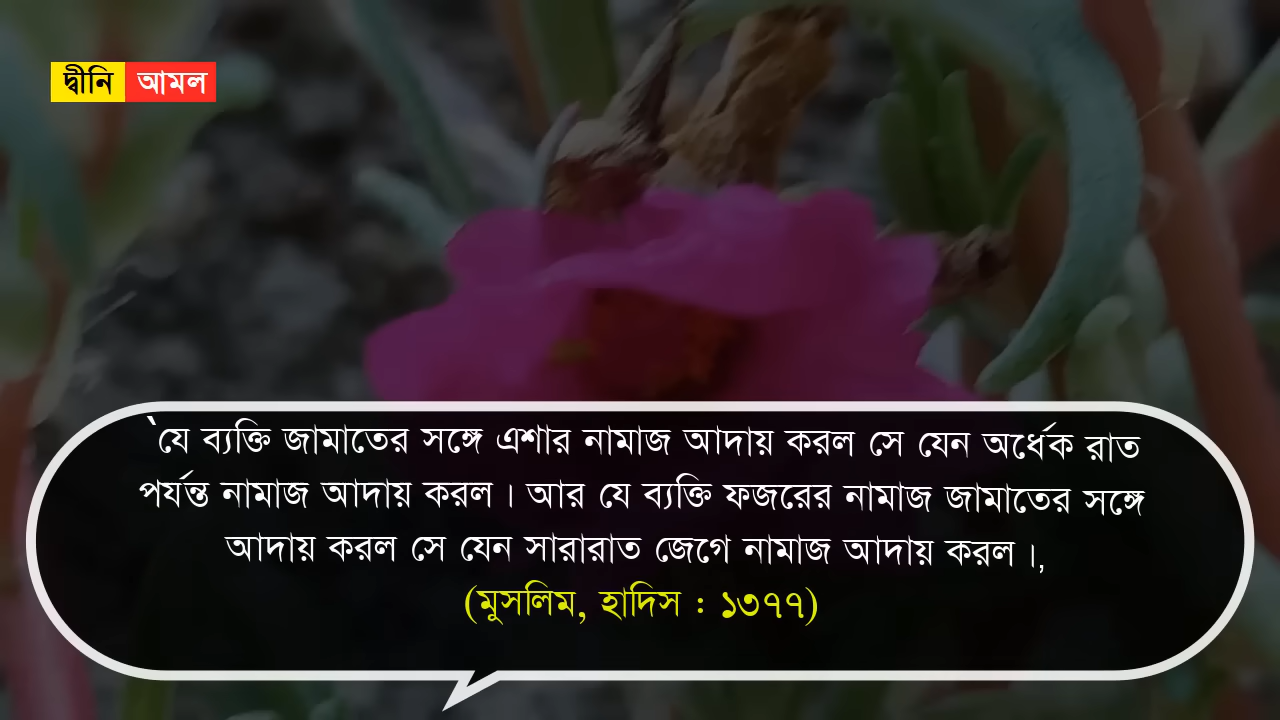 দ্বীনি আমল
‘যে ব্যক্তি জামাতের সঙ্গে এশার নামাজ আদায় করল সে যেন অর্ধেক রাত
পর্যন্ত নামাজ আদায় করল। আর যে ব্যক্তি ফজরের নামাজ জামাতের সঙ্গে
আদায় করল সে যেন সারারাত জেগে নামাজ আদায় করল।,
(মুসলিম, হাদিস : ১৩৭৭)